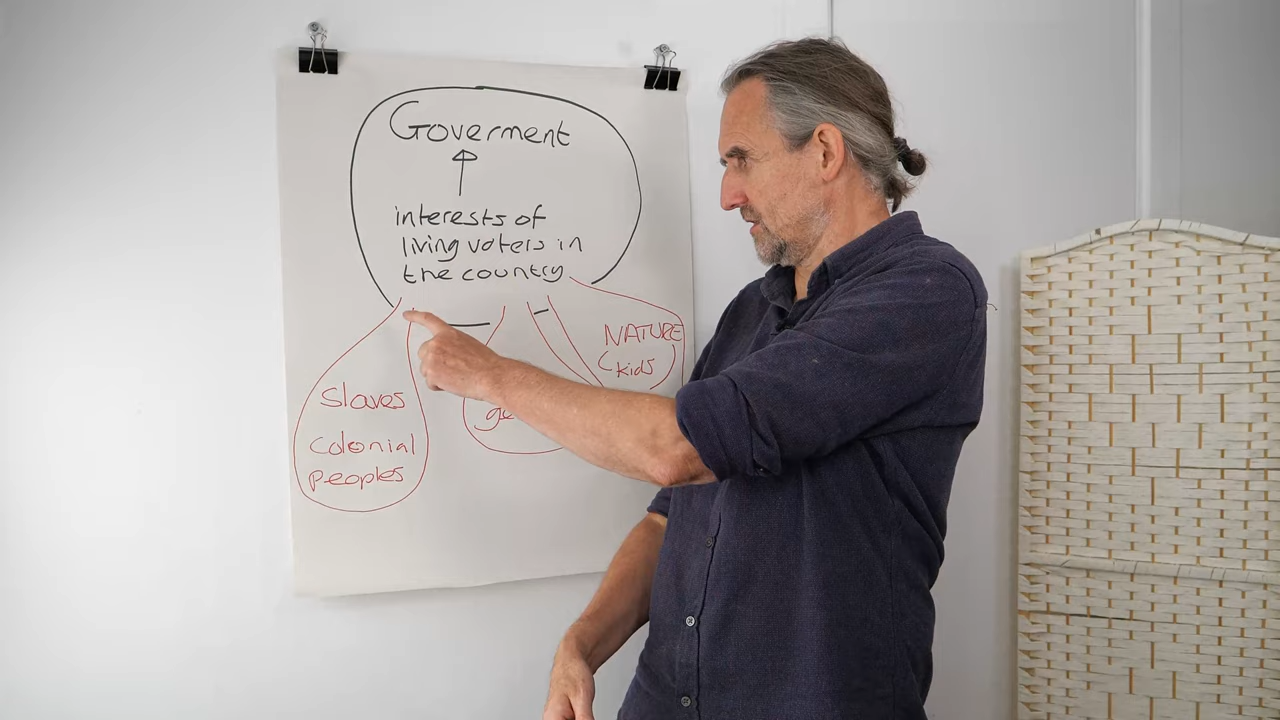 Goverment
interests of
living voters in
the country
NATURE
kids
Slaves
colonial
peoples